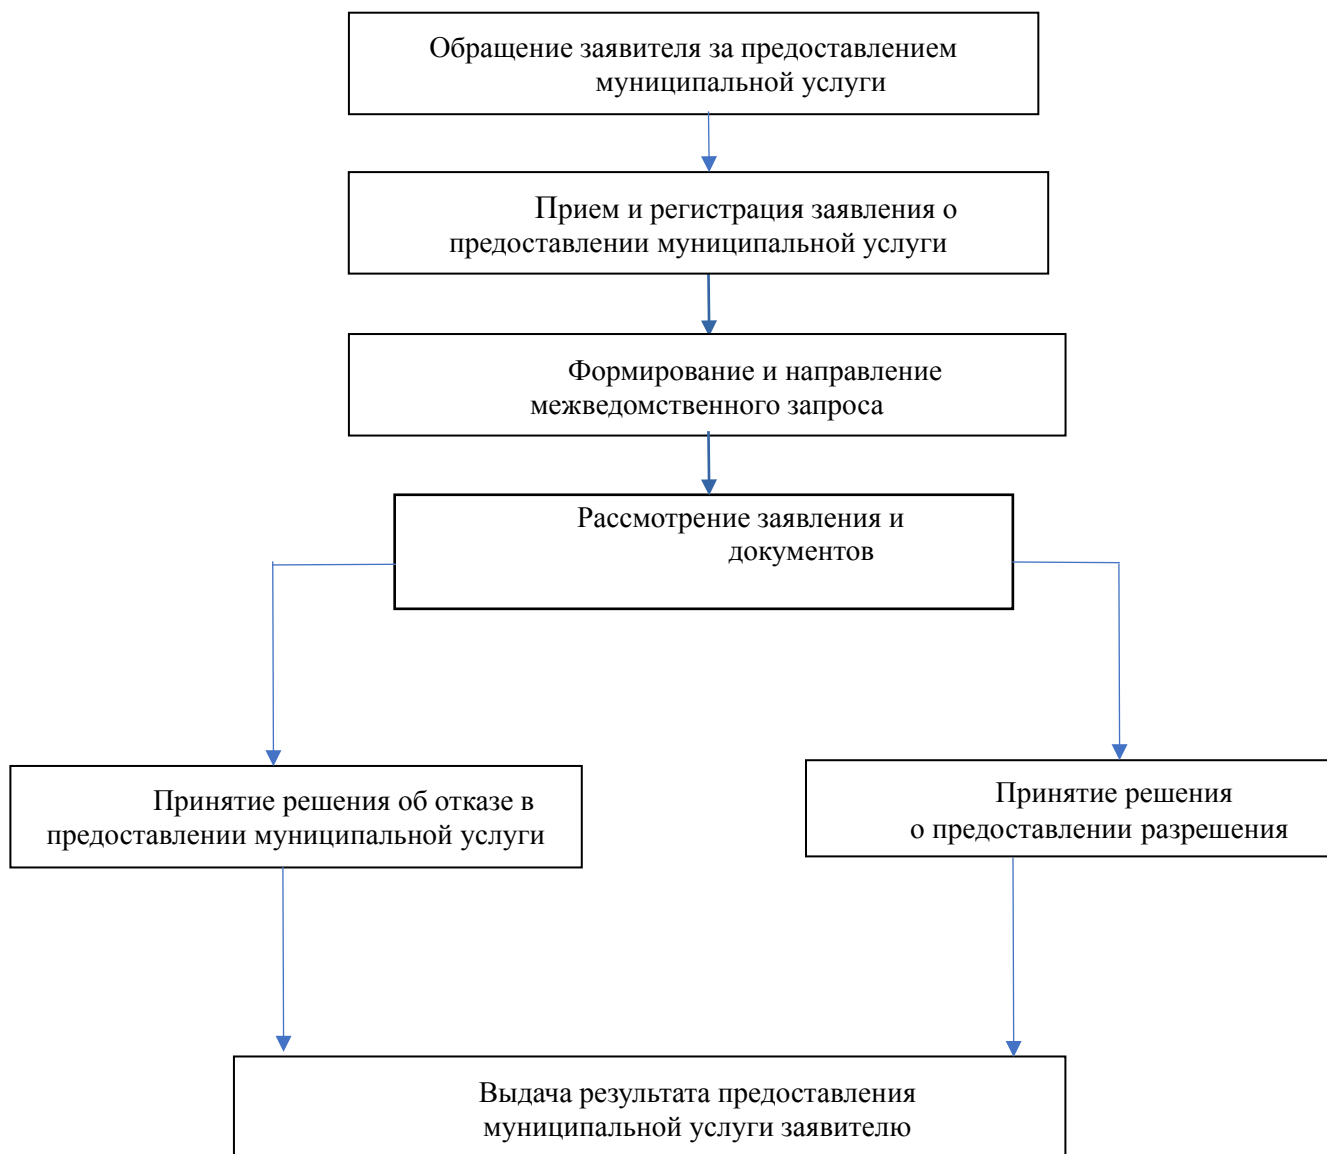 Обращение заявителя за предоставлением
муниципальной услуги
Прием и регистрация заявления о
предоставлении муниципальной услуги
Формирование и направление
межведомственного запроса
Рассмотрение заявления и
документов
Принятие решения об отказе в
предоставлении муниципальной услуги
Принятие решения
о предоставлении разрешения
Выдача результата предоставления
муниципальной услуги заявителю